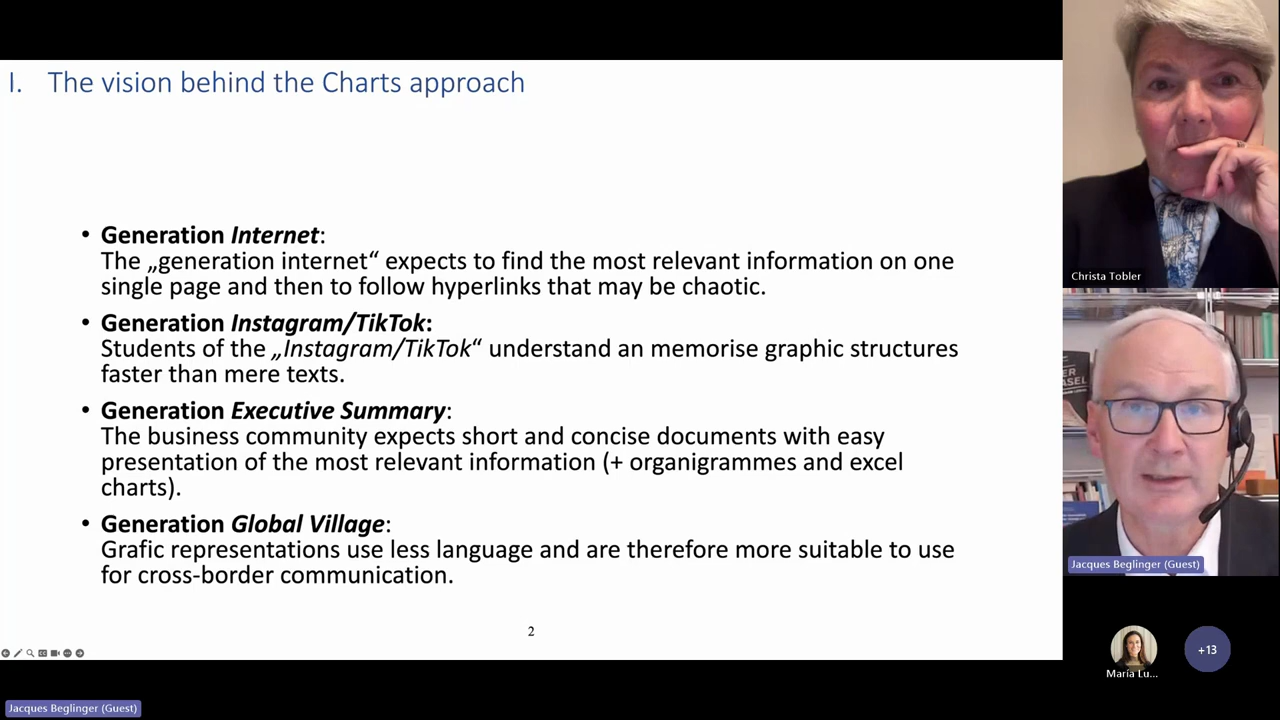 I. The vision behind the Charts approach
• Generation Internet:
The „generation internet“ expects to find the most relevant information on one
single page and then to follow hyperlinks that may be chaotic.
• Generation Instagram/TikTok:
Students of the „Instagram/TikTok“ understand an memorise graphic structures
faster than mere texts.
• Generation Executive Summary:
The business community expects short and concise documents with easy
presentation of the most relevant information (+ organigrammes and excel
charts).
• Generation Global Village:
Grafic representations use less language and are therefore more suitable to use
for cross-border communication.
2
Christa Tobler
Jacques Beglinger (Guest)
María Lu...
+13
Jacques Beglinger (Guest)